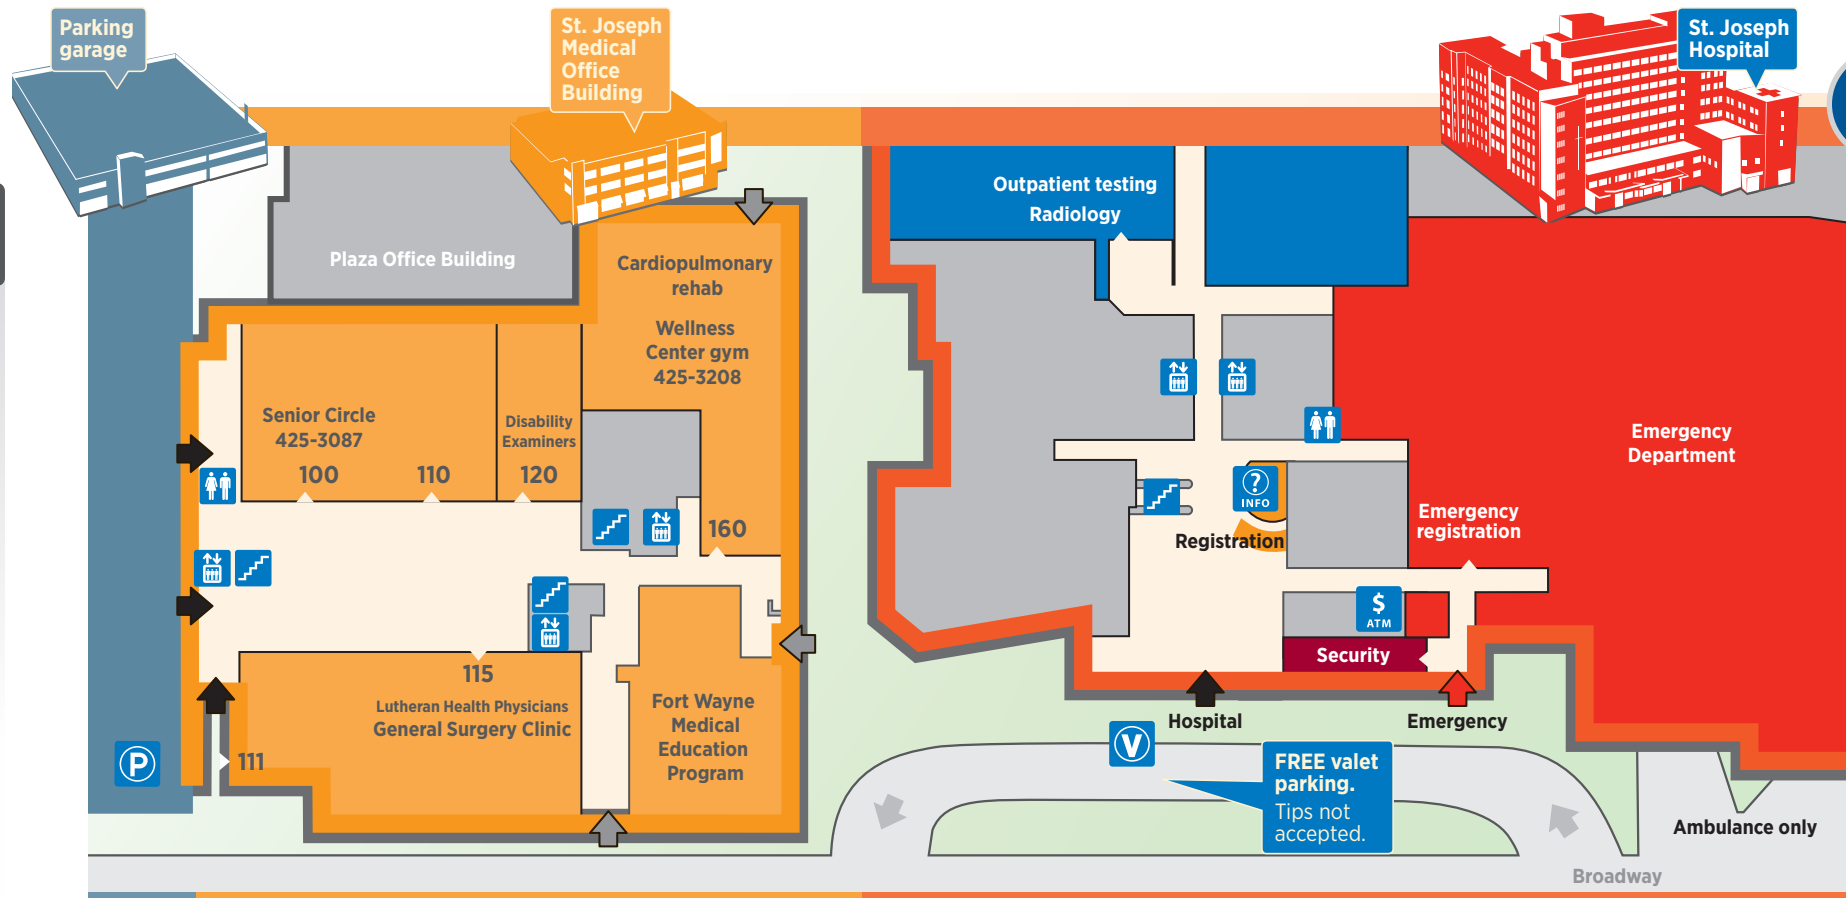 Parking
garage
St. Joseph
Medical
Office
Building
St. Joseph
Hospital
Plaza Office Building
Cardiopulmonary
rehab
Wellness
Center gym
425-3208
Senior Circle
425-3087
100
110
Disability
Examiners
120
160
115
Lutheran Health Physicians
General Surgery Clinic
111
Fort Wayne
Medical
Education
Program
P
Outpatient testing
Radiology
?
INFO
Registration
Emergency
Department
Emergency
registration
$
ATM
Security
Hospital
Emergency
V
FREE valet
parking.
Tips not
accepted.
Ambulance only
Broadway